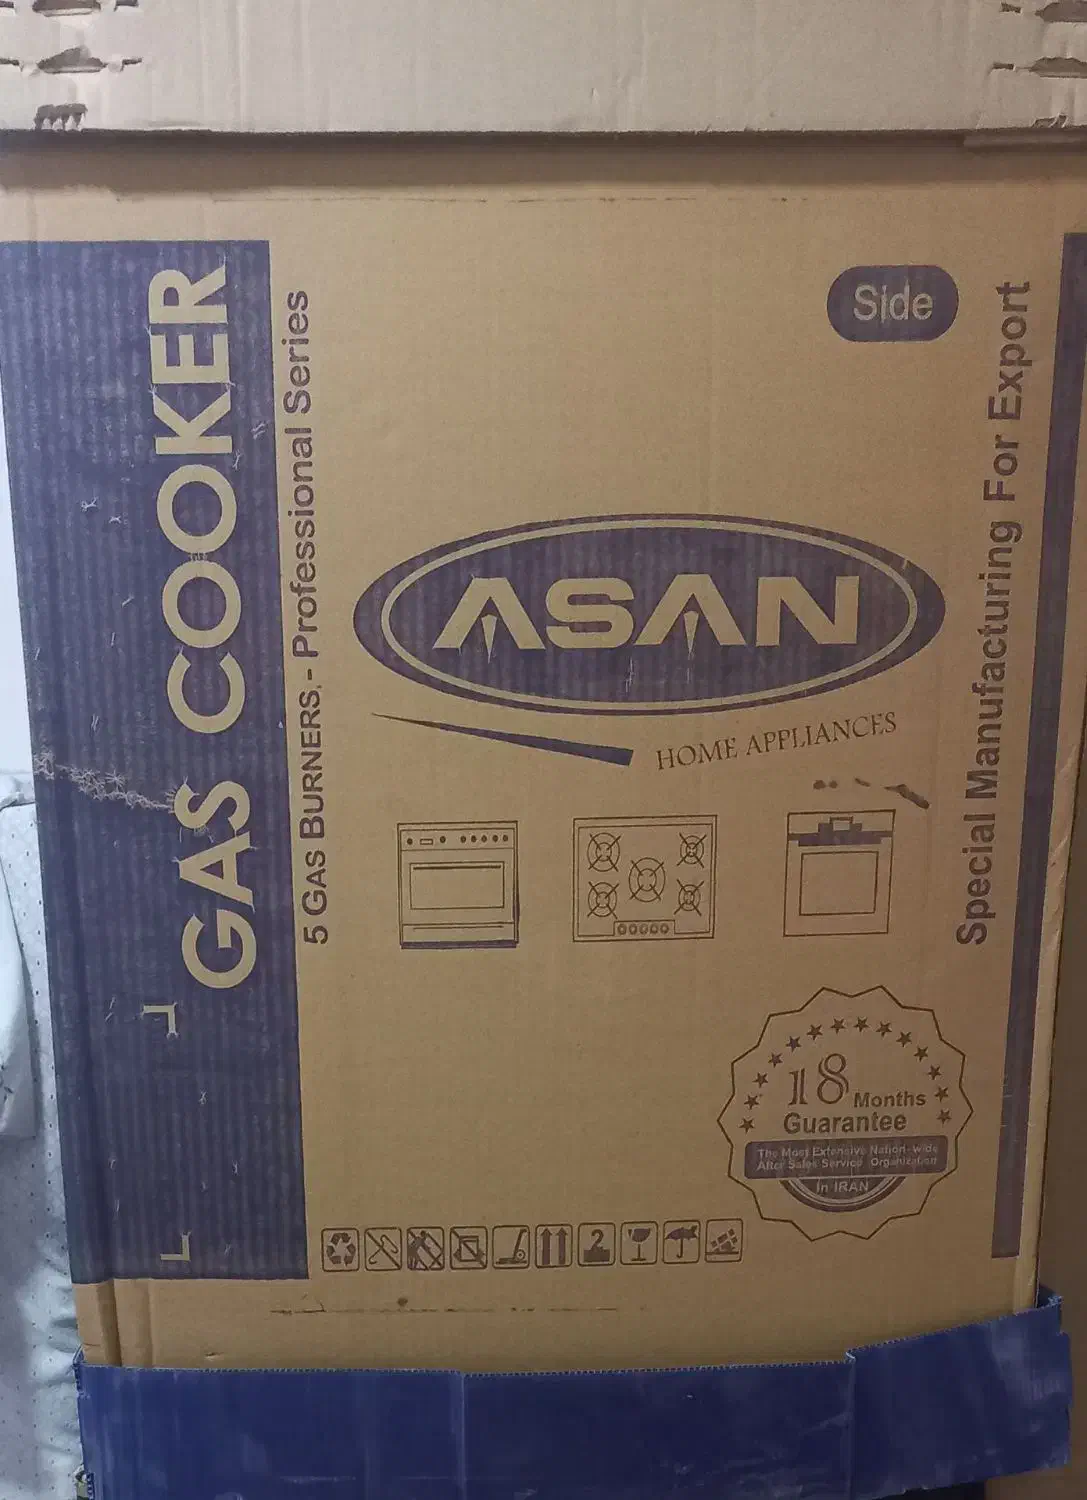 GAS COOKER
5 GAS BURNERS, - Professional Series
Side
Special Manufacturing For Export
ASAN
HOME APPLIANCES
18 Months
Guarantee
The Most Extensive Nation-wide
After Sales Service Organization
In IRAN
2